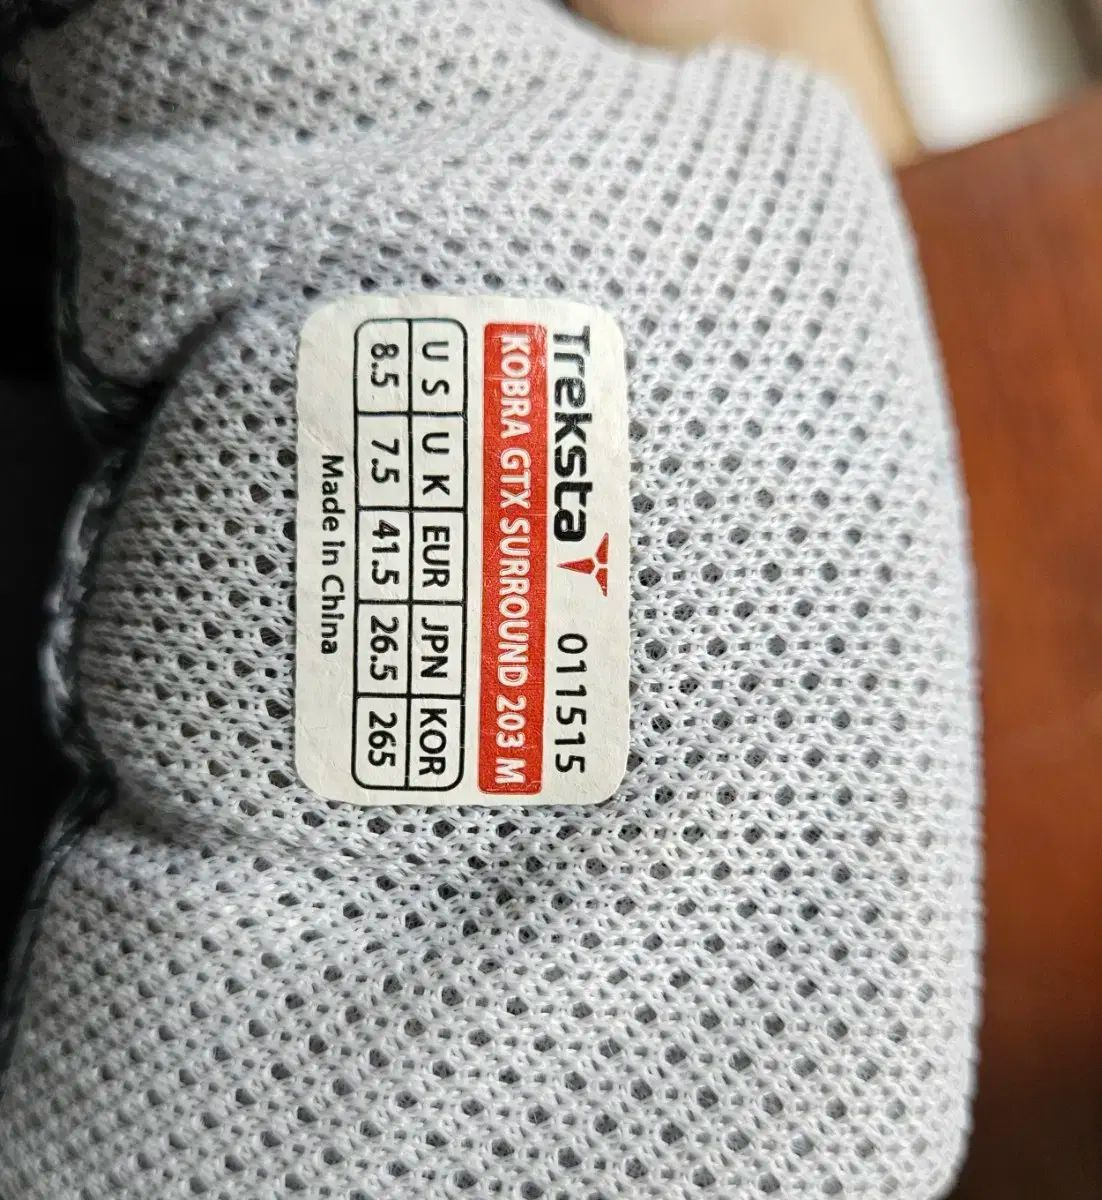 Treksta 011515
KOBRA GTX SURROUND 203 M
US UK EUR JPN KOR
8.5 7.5 41.5 26.5 265
Made in China